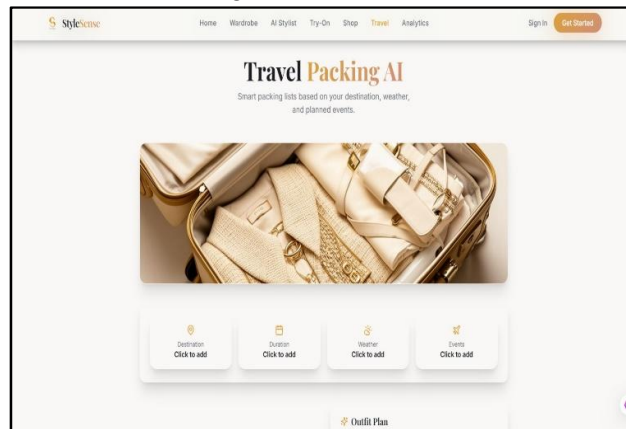 StyleSense
Home Wardrobe AI Stylist Try-On Shop Travel Analytics
Sign In Get Started
Travel Packing AI
Smart packing lists based on your destination, weather,
and planned events.
Destination Duration Weather Events
Click to add Click to add Click to add Click to add
Outfit Plan